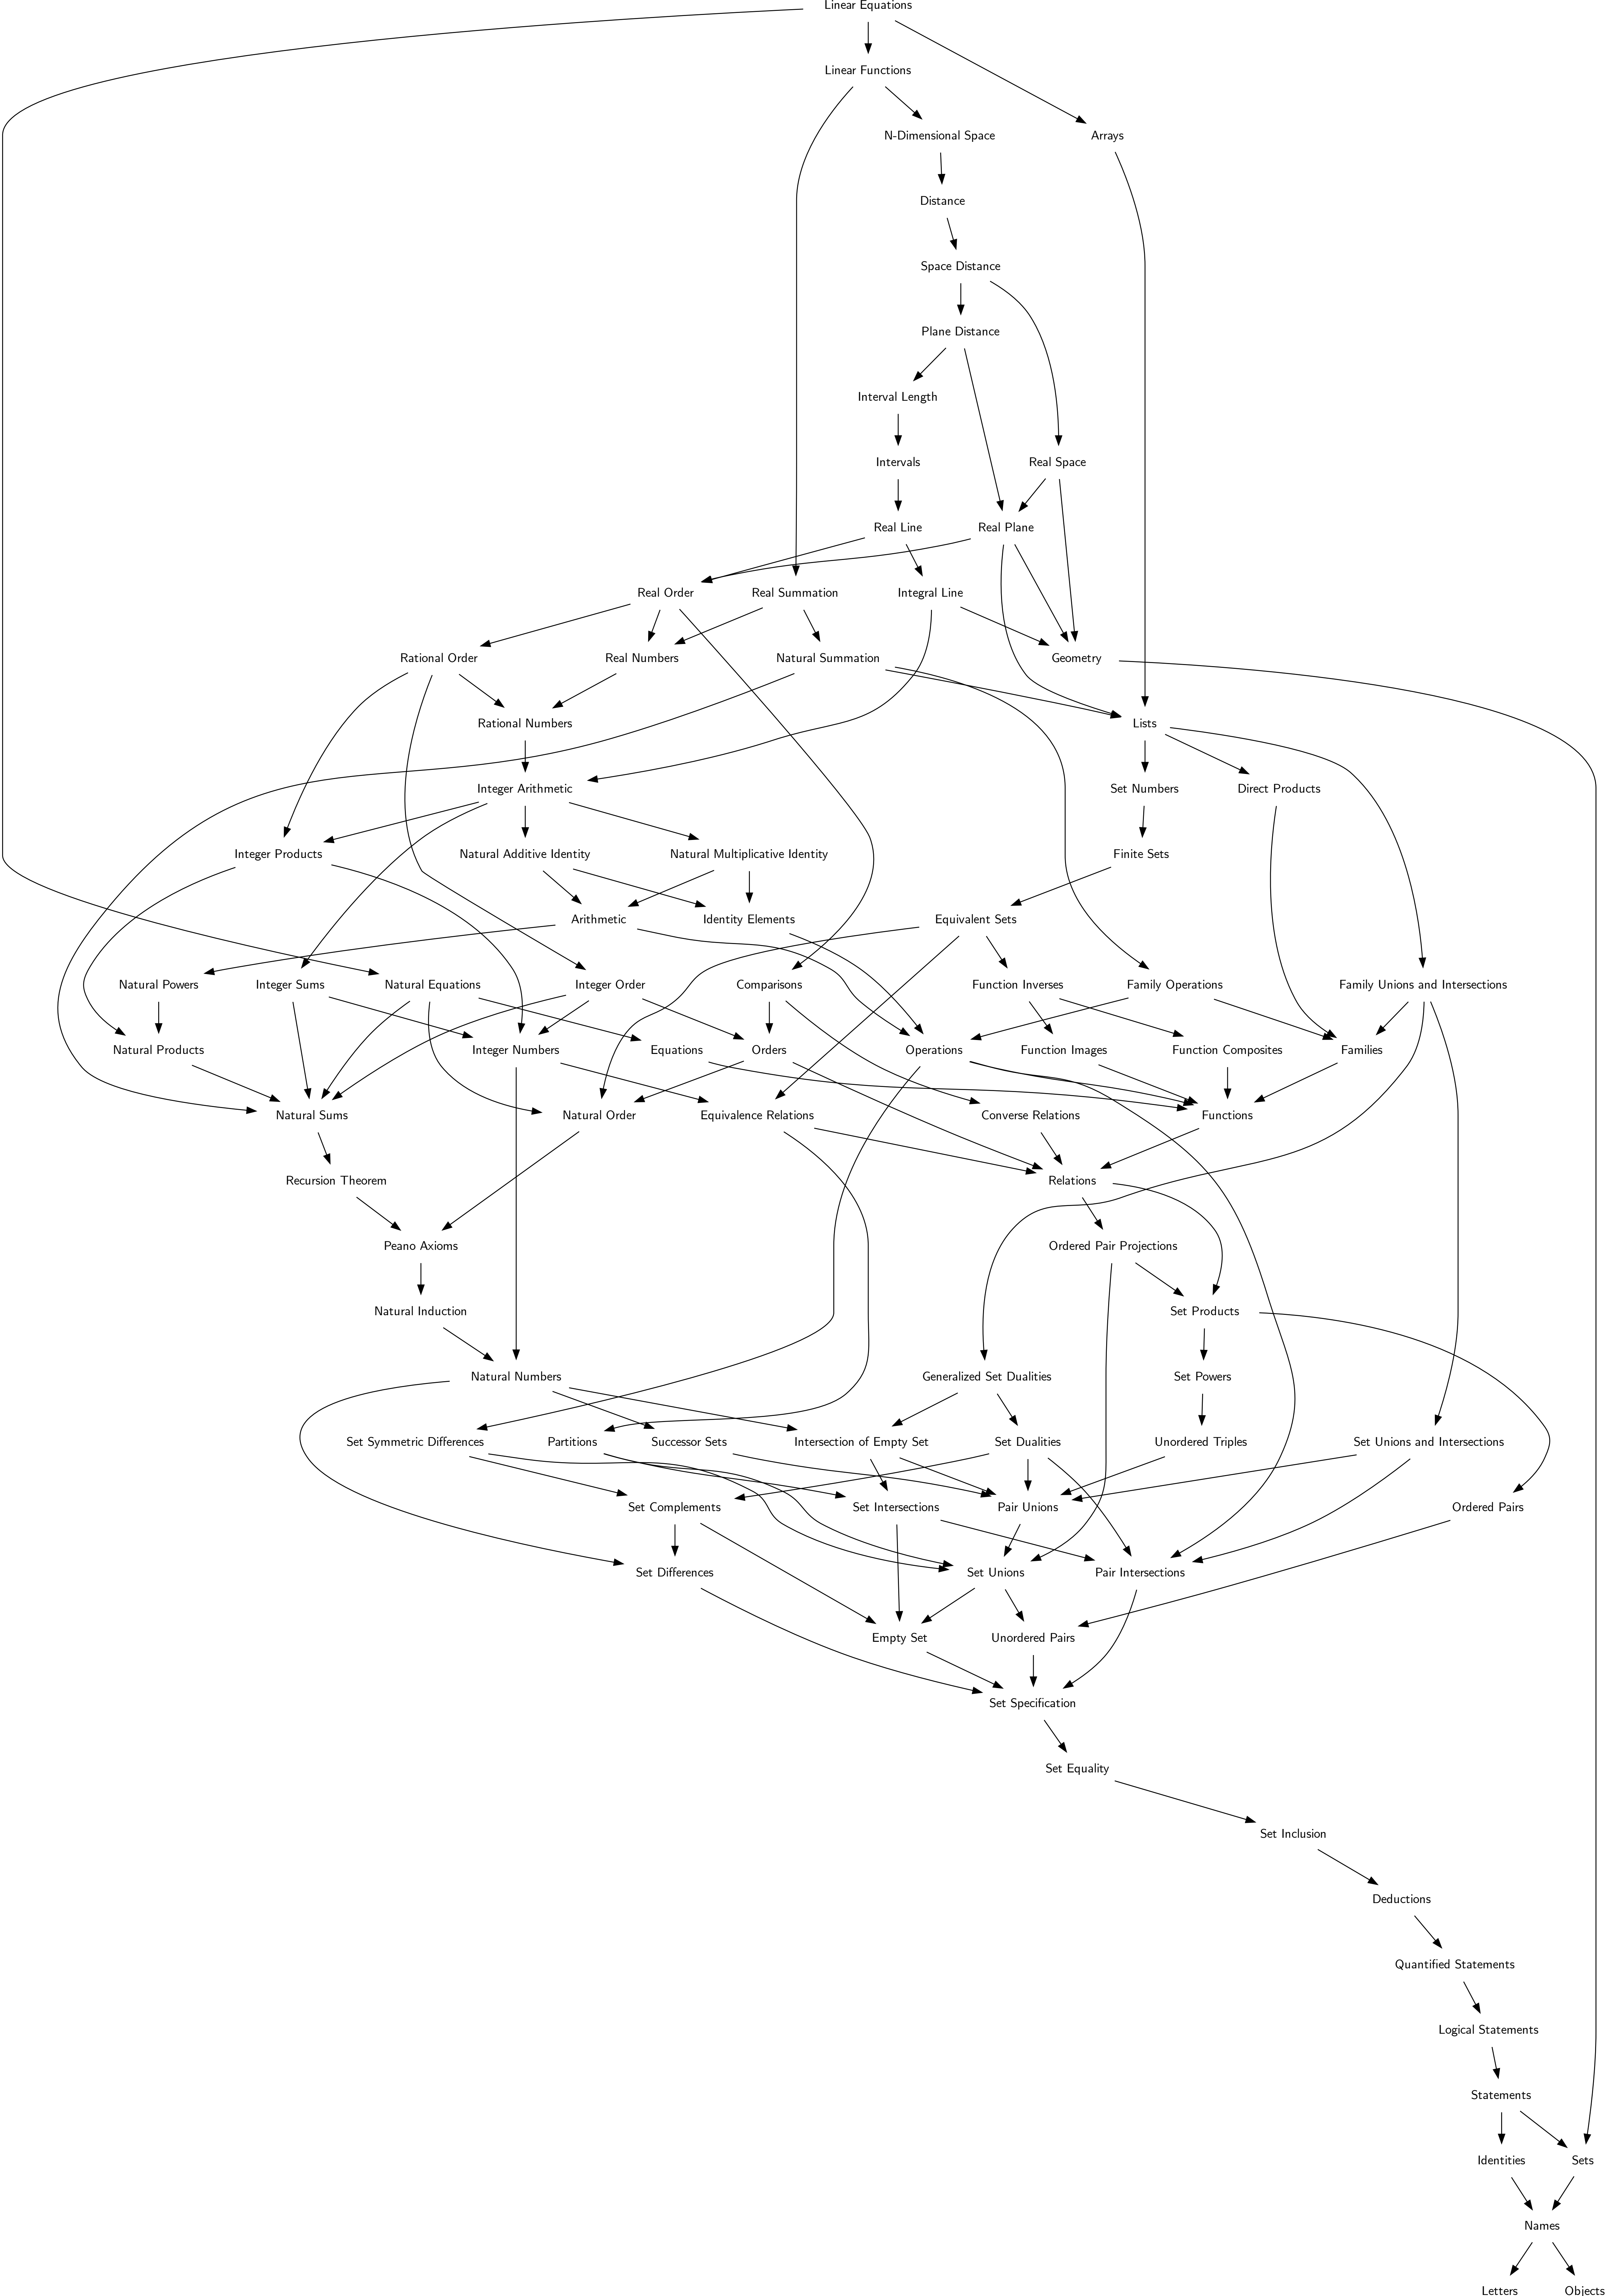 Linear Equations
Linear Functions
N-Dimensional Space
Arrays
Distance
Space Distance
Plane Distance
Interval Length
Intervals
Real Space
Real Line
Real Plane
Real Order
Real Summation
Integral Line
Rational Order
Real Numbers
Natural Summation
Geometry
Rational Numbers
Lists
Integer Arithmetic
Set Numbers
Direct Products
Integer Products
Natural Additive Identity
Natural Multiplicative Identity
Finite Sets
Arithmetic
Identity Elements
Equivalent Sets
Natural Powers
Integer Sums
Natural Equations
Integer Order
Comparisons
Function Inverses
Family Operations
Family Unions and Intersections
Natural Products
Integer Numbers
Equations
Orders
Operations
Function Images
Function Composites
Families
Natural Sums
Natural Order
Equivalence Relations
Converse Relations
Functions
Recursion Theorem
Relations
Peano Axioms
Ordered Pair Projections
Natural Induction
Set Products
Natural Numbers
Generalized Set Dualities
Set Powers
Set Symmetric Differences
Partitions
Successor Sets
Intersection of Empty Set
Set Dualities
Unordered Triples
Set Unions and Intersections
Set Complements
Set Intersections
Pair Unions
Ordered Pairs
Set Differences
Set Unions
Pair Intersections
Empty Set
Unordered Pairs
Set Specification
Set Equality
Set Inclusion
Deductions
Quantified Statements
Logical Statements
Statements
Identities
Sets
Names
Letters
Objects